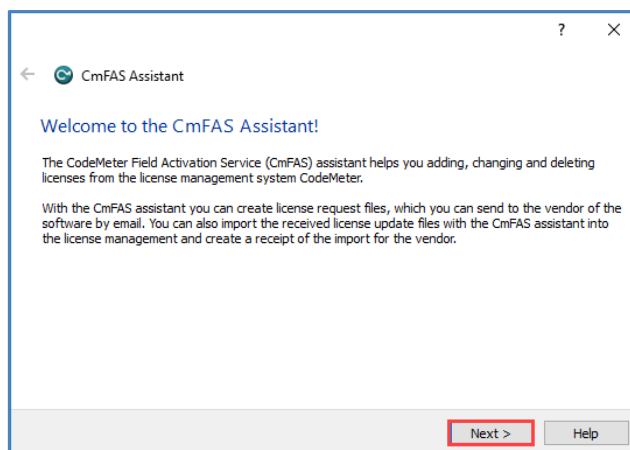 CmFAS Assistant
Welcome to the CmFAS Assistant!
The CodeMeter Field Activation Service (CmFAS) assistant helps you adding, changing and deleting
licenses from the license management system CodeMeter.
With the CmFAS assistant you can create license request files, which you can send to the vendor of the
software by email. You can also import the received license update files with the CmFAS assistant into
the license management and create a receipt of the import for the vendor.
Next > Help